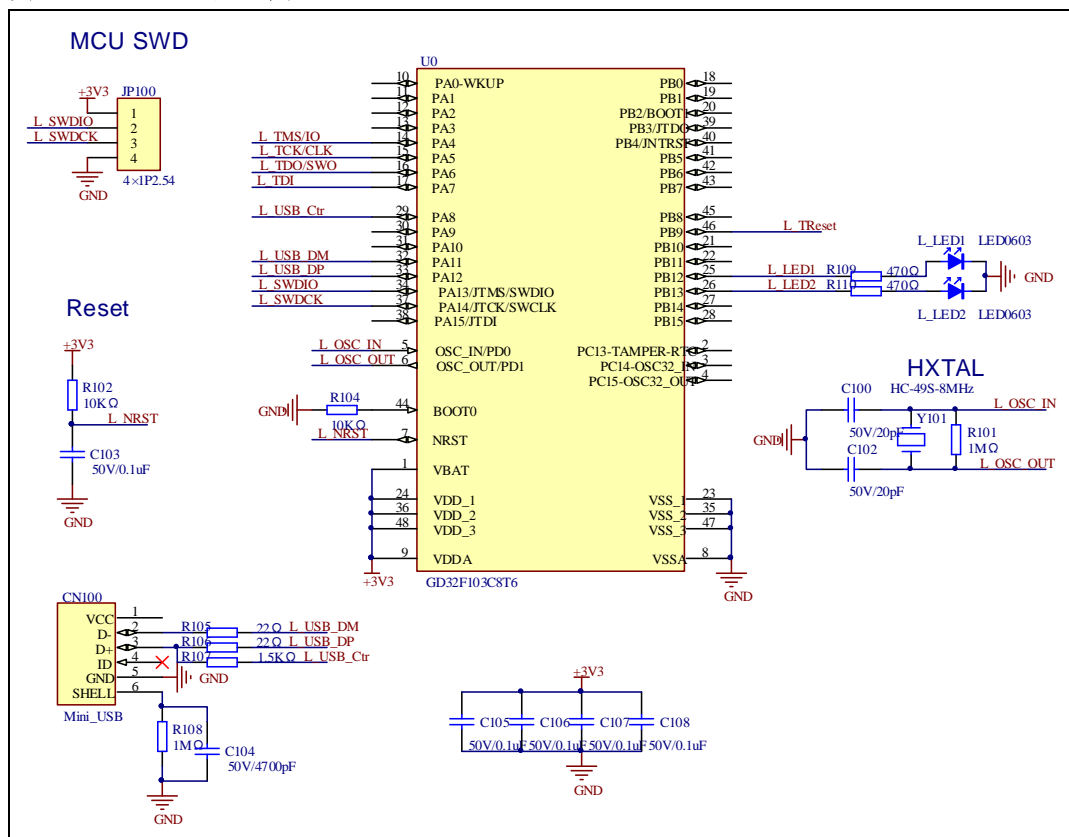 MCU SWD
JP100
+3V3
1
L_SWDIO
2
L_SWDCK
3
4
4×1P2.54
GND
Reset
+3V3
R102
10KΩ
L_NRST
C103
50V/0.1uF
GND
U0
10 PA0-WKUP
11 PA1
12 PA2
13 PA3
L_TMS/IO 14 PA4
L_TCK/CLK 15 PA5
L_TDO/SWO 16 PA6
L_TDI 17 PA7
L_USB_Ctr 29 PA8
30 PA9
31 PA10
L_USB_DM 32 PA11
L_USB_DP 33 PA12
L_SWDIO 34 PA13/JTMS/SWDIO
L_SWDCK 37 PA14/JTCK/SWCLK
38 PA15/JTDI
L_OSC_IN 5 OSC_IN/PD0
L_OSC_OUT 6 OSC_OUT/PD1
R104
GND 44 BOOT0
10KΩ
L_NRST 7 NRST
1 VBAT
24 VDD_1
36 VDD_2
48 VDD_3
9 VDDA
+3V3
GD32F103C8T6
PB0 18
PB1 19
PB2/BOOT1 20
PB3/JTDO 39
PB4/JNTRST 40
PB5 41
PB6 42
PB7 43
PB8 45
PB9 46 L_TReset
PB10 21
PB11 22
PB12 25 L_LED1 R109 470Ω
PB13 26 L_LED2 R110 470Ω
PB14 27
PB15 28
PC13-TAMPER-RTC 2
PC14-OSC32_IN 3
PC15-OSC32_OUT 4
VSS_1 23
VSS_2 35
VSS_3 47
VSSA 8
GND
L_LED1 LED0603
GND
L_LED2 LED0603
HXTAL
HC-49S-8MHz
C100
L_OSC_IN
50V/20pF
Y101
GND
R101
1MΩ
C102
L_OSC_OUT
50V/20pF
CN100
VCC 1
D- 2 R105 22Ω L_USB_DM
D+ 3 R106 22Ω L_USB_DP
ID 4 R107 1.5KΩ L_USB_Ctr
GND 5 GND
SHELL 6
Mini_USB
R108
1MΩ
C104
50V/4700pF
GND
+3V3
C105 C106 C107 C108
50V/0.1uF 50V/0.1uF 50V/0.1uF 50V/0.1uF
GND